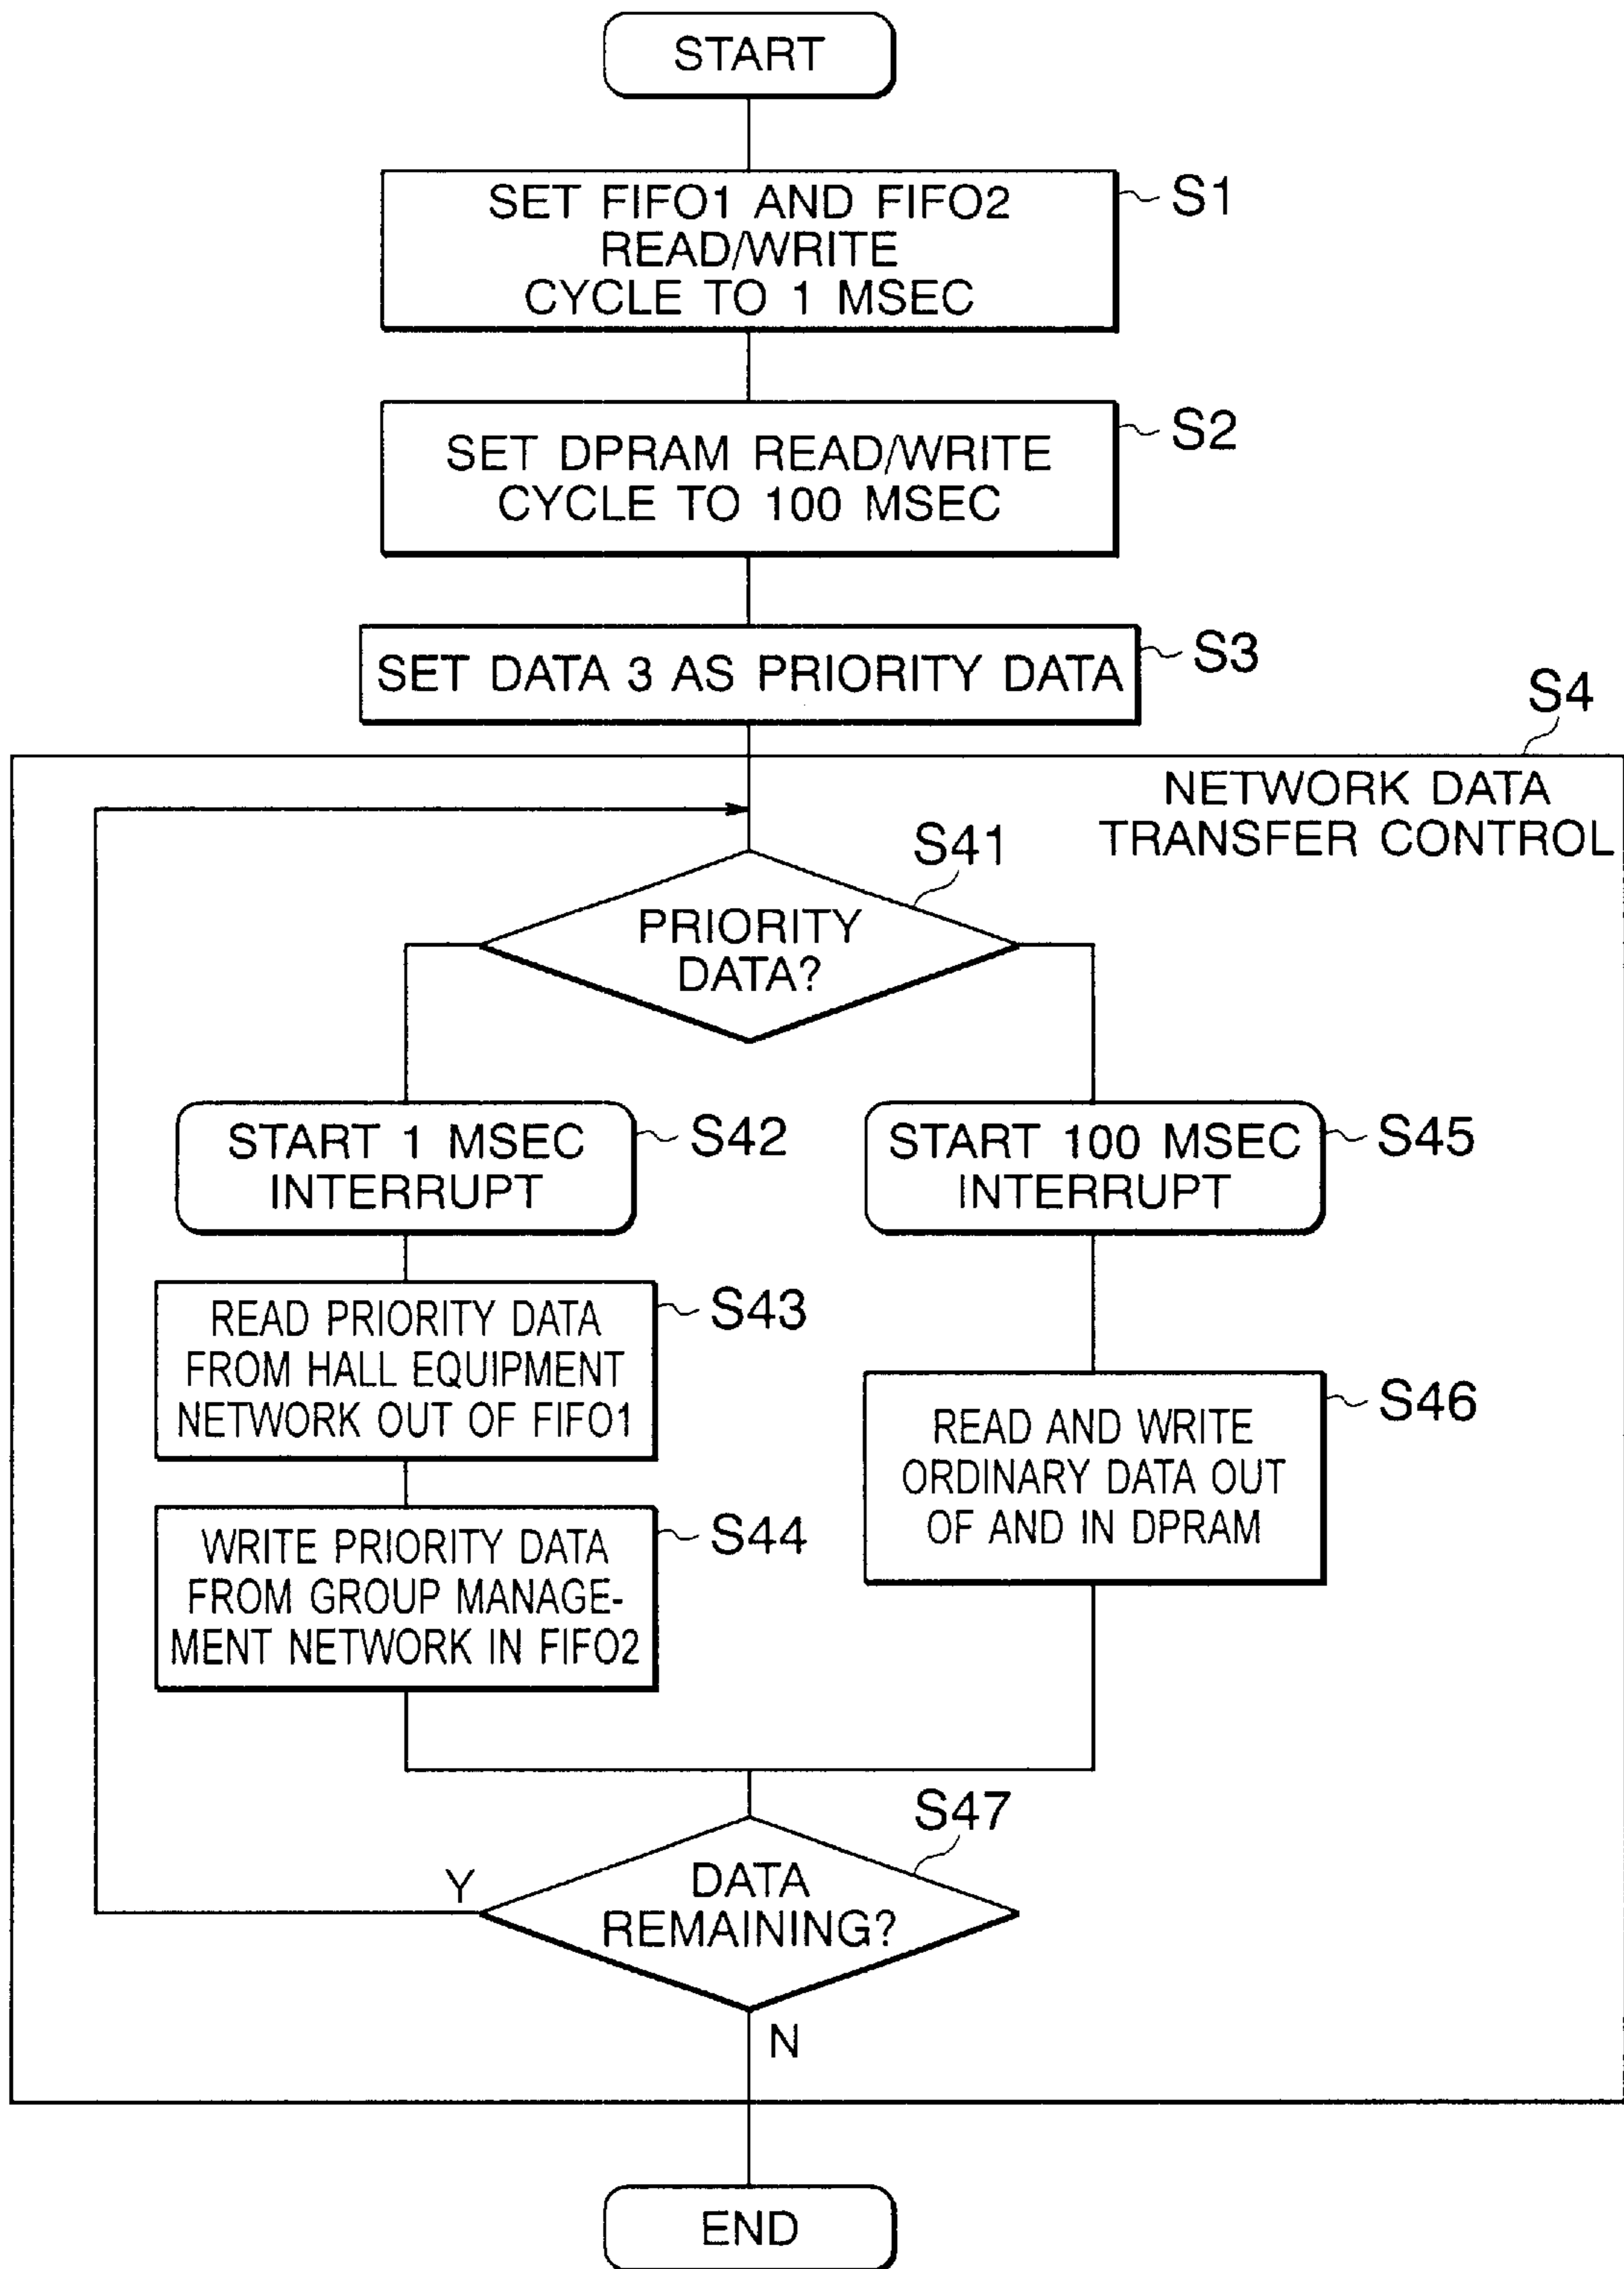 START
SET FIFO1 AND FIFO2
READ/WRITE
CYCLE TO 1 MSEC
S1
SET DPRAM READ/WRITE
CYCLE TO 100 MSEC
S2
SET DATA 3 AS PRIORITY DATA
S3
S4
NETWORK DATA
TRANSFER CONTROL
S41
PRIORITY
DATA?
START 1 MSEC
INTERRUPT
S42
START 100 MSEC
INTERRUPT
S45
READ PRIORITY DATA
FROM HALL EQUIPMENT
NETWORK OUT OF FIFO1
S43
READ AND WRITE
ORDINARY DATA OUT
OF AND IN DPRAM
S46
WRITE PRIORITY DATA
FROM GROUP MANAGE-
MENT NETWORK IN FIFO2
S44
S47
DATA
REMAINING?
Y
N
END